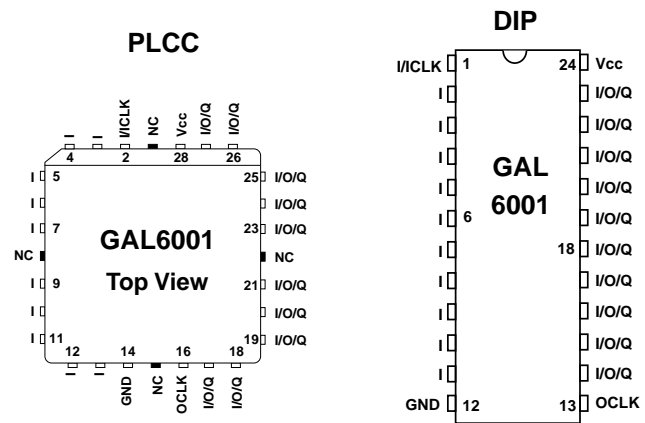 PLCC
I
I
I/ICLK
NC
Vcc
I/O/Q
I/O/Q
4
2
28
26
I
5
25
I/O/Q
I
I/O/Q
I
7
23
I/O/Q
NC
NC
I
9
21
I/O/Q
I
I/O/Q
I
11
19
I/O/Q
GAL6001
Top View
12
14
16
18
I
I
GND
NC
OCLK
I/O/Q
I/O/Q
DIP
I/ICLK
1
24
Vcc
I
I/O/Q
I
I/O/Q
I
I/O/Q
I
I/O/Q
I
6
I/O/Q
I
18
I/O/Q
I
I/O/Q
I
I/O/Q
I
I/O/Q
I
I/O/Q
GND
12
13
OCLK
GAL
6001